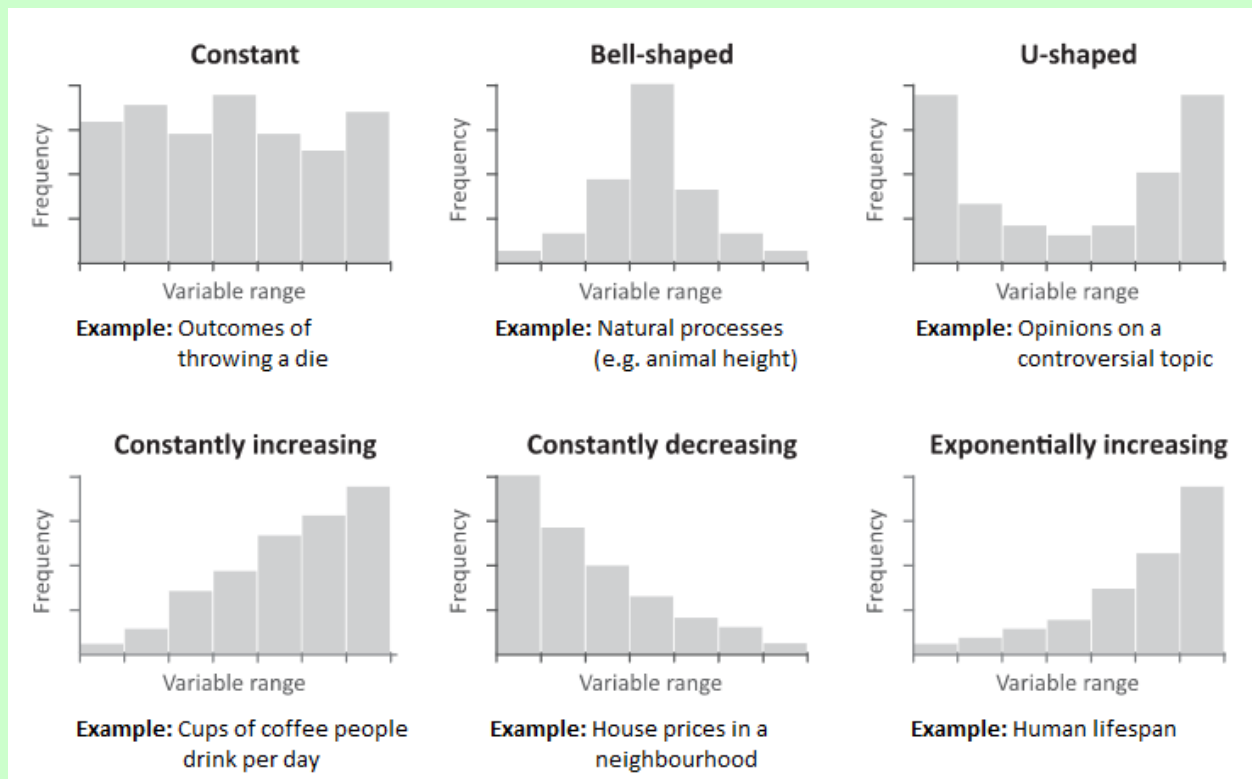 Constant
Bell-shaped
U-shaped
Frequency
Frequency
Frequency
Variable range
Variable range
Variable range
Example: Outcomes of
throwing a die
Example: Natural processes
(e.g. animal height)
Example: Opinions on a
controversial topic
Constantly increasing
Constantly decreasing
Exponentially increasing
Frequency
Frequency
Frequency
Variable range
Variable range
Variable range
Example: Cups of coffee people
drink per day
Example: House prices in a
neighbourhood
Example: Human lifespan